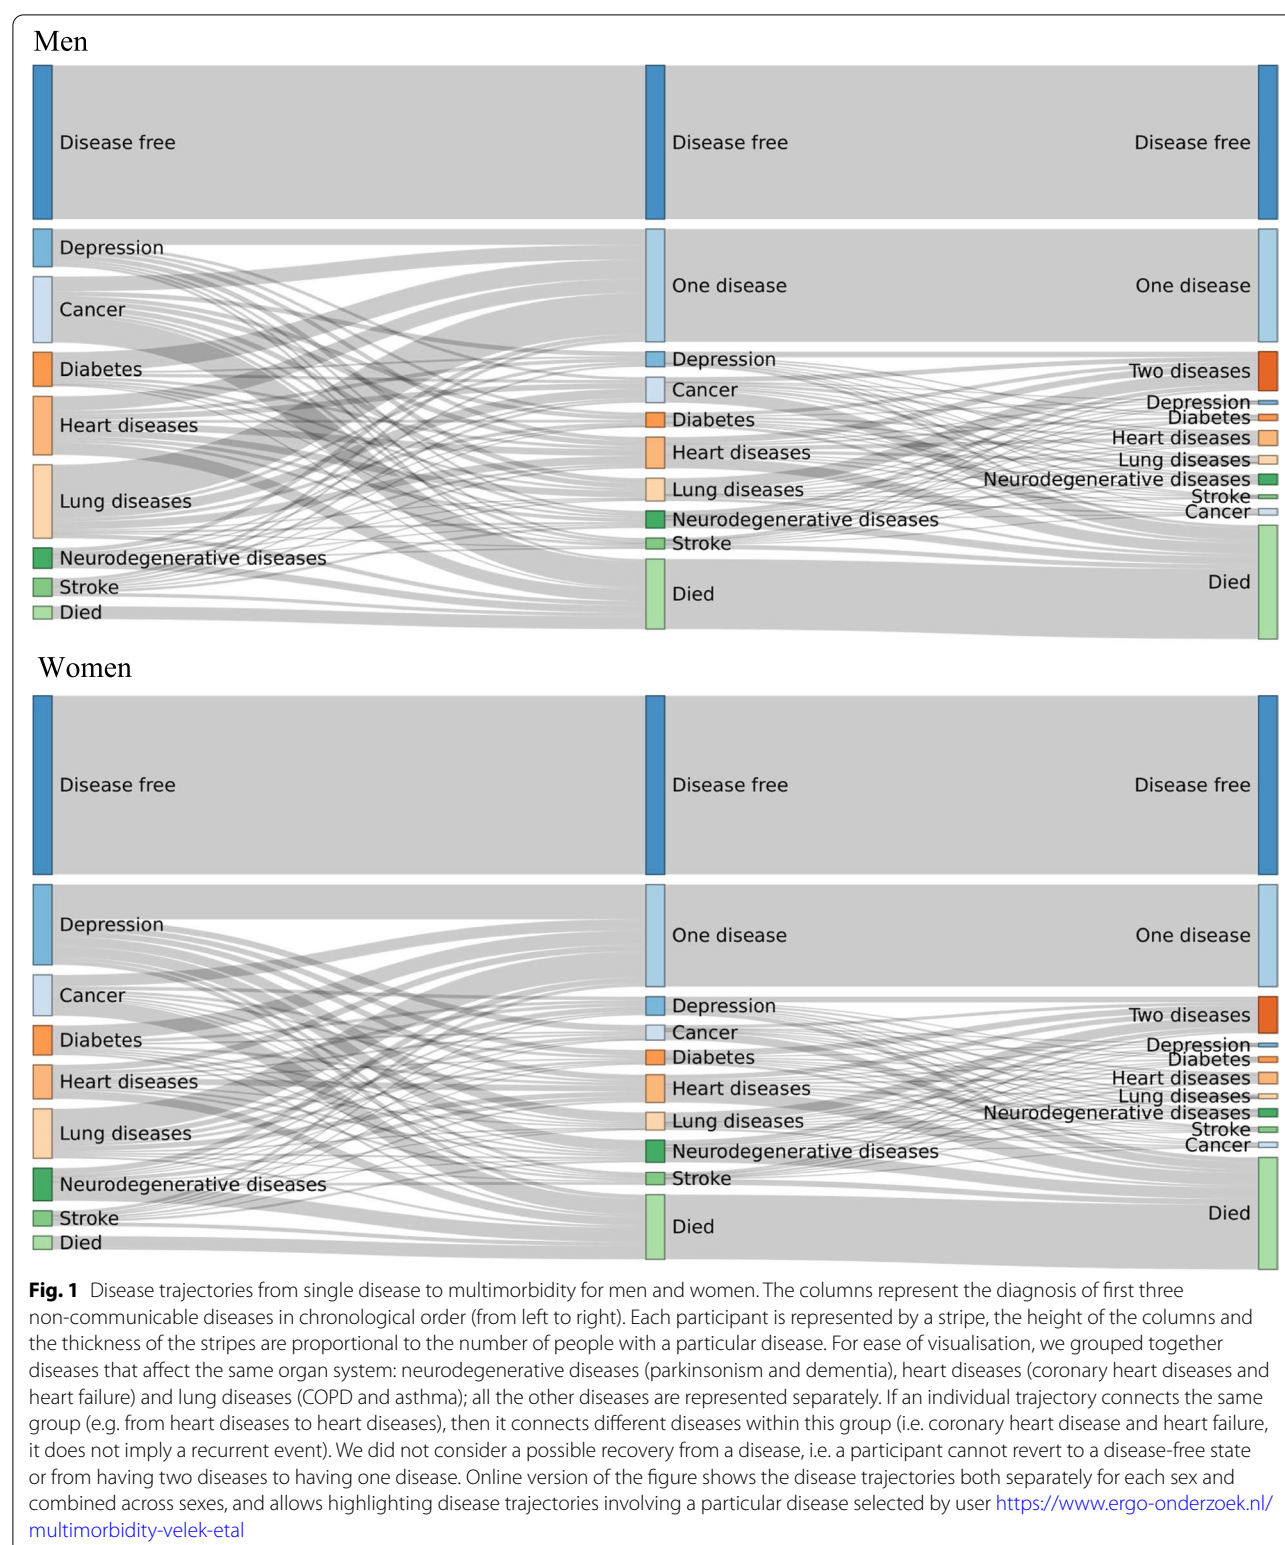 Men
Disease free
Disease free
Disease free
Depression
Cancer
Diabetes
Heart diseases
Lung diseases
Neurodegenerative diseases
Stroke
Died
One disease
Depression
Cancer
Diabetes
Heart diseases
Lung diseases
Neurodegenerative diseases
Stroke
Died
One disease
Two diseases
Depression
Diabetes
Heart diseases
Lung diseases
Neurodegenerative diseases
Stroke
Cancer
Died
Women
Disease free
Disease free
Disease free
Depression
Cancer
Diabetes
Heart diseases
Lung diseases
Neurodegenerative diseases
Stroke
Died
One disease
Depression
Cancer
Diabetes
Heart diseases
Lung diseases
Neurodegenerative diseases
Stroke
Died
One disease
Two diseases
Depression
Diabetes
Heart diseases
Lung diseases
Neurodegenerative diseases
Stroke
Cancer
Died
Fig. 1 Disease trajectories from single disease to multimorbidity for men and women. The columns represent the diagnosis of first three
non-communicable diseases in chronological order (from left to right). Each participant is represented by a stripe, the height of the columns and
the thickness of the stripes are proportional to the number of people with a particular disease. For ease of visualisation, we grouped together
diseases that affect the same organ system: neurodegenerative diseases (parkinsonism and dementia), heart diseases (coronary heart diseases and
heart failure) and lung diseases (COPD and asthma); all the other diseases are represented separately. If an individual trajectory connects the same
group (e.g. from heart diseases to heart diseases), then it connects different diseases within this group (i.e. coronary heart disease and heart failure,
it does not imply a recurrent event). We did not consider a possible recovery from a disease, i.e. a participant cannot revert to a disease-free state
or from having two diseases to having one disease. Online version of the figure shows the disease trajectories both separately for each sex and
combined across sexes, and allows highlighting disease trajectories involving a particular disease selected by user https://www.ergo-onderzoek.nl/
multimorbidity-velek-etal